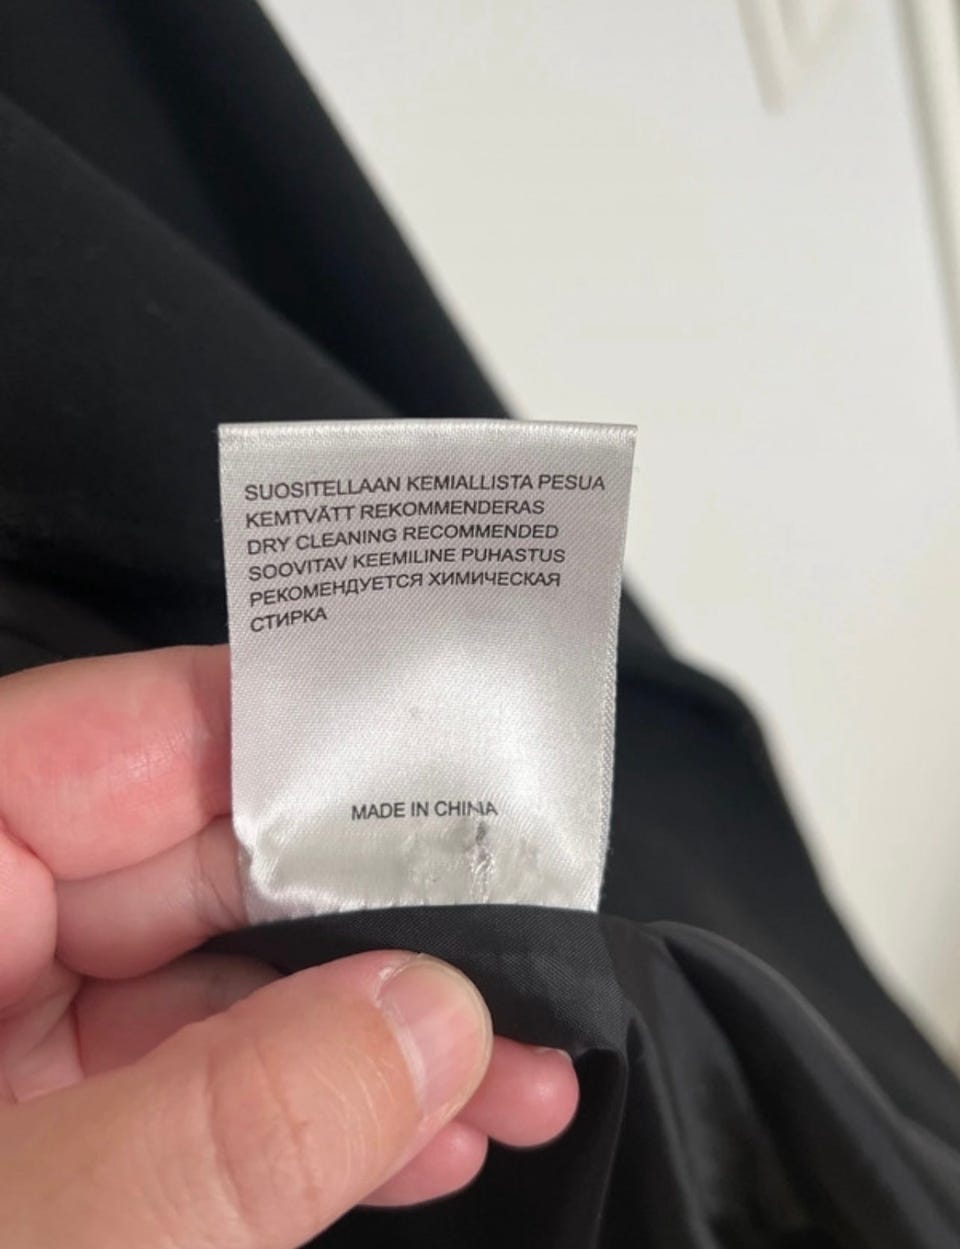 SUOSITELLAAN KEMIALLISTA PESUA
KEMTVÄTT REKOMMENDERAS
DRY CLEANING RECOMMENDED
SOOVITAV KEEMILINE PUHASTUS
РЕКОМЕНДУЕТСЯ ХИМИЧЕСКАЯ
СТИРКА
MADE IN CHINA